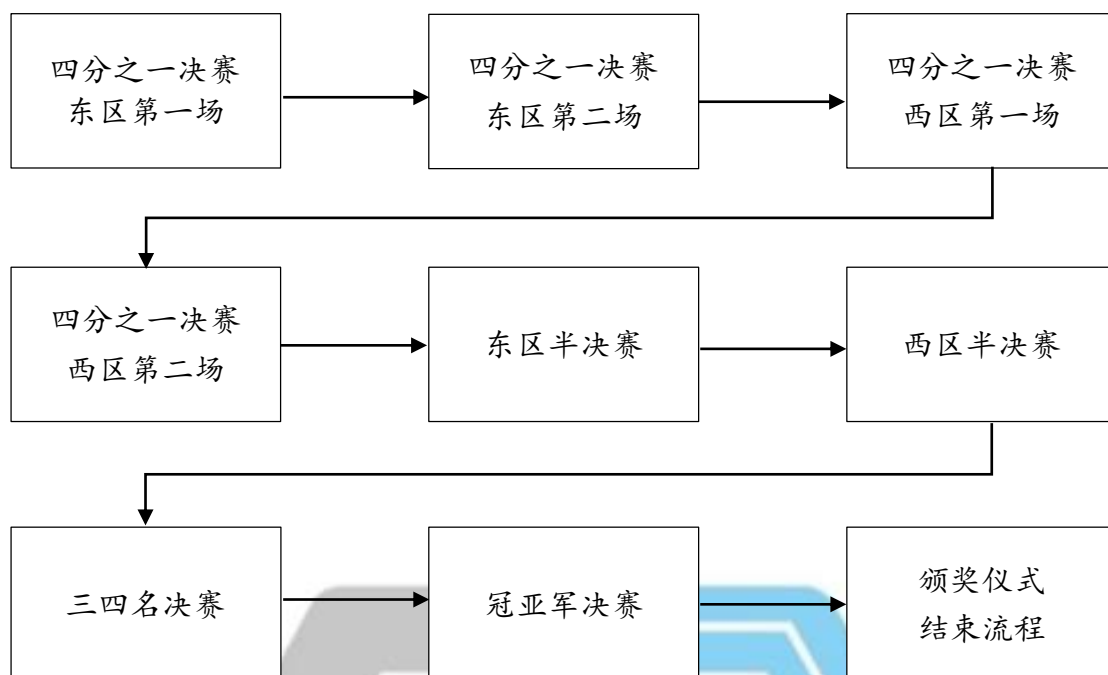 四分之一决赛
东区第一场
四分之一决赛
东区第二场
四分之一决赛
西区第一场
四分之一决赛
西区第二场
东区半决赛
西区半决赛
三四名决赛
冠亚军决赛
颁奖仪式
结束流程